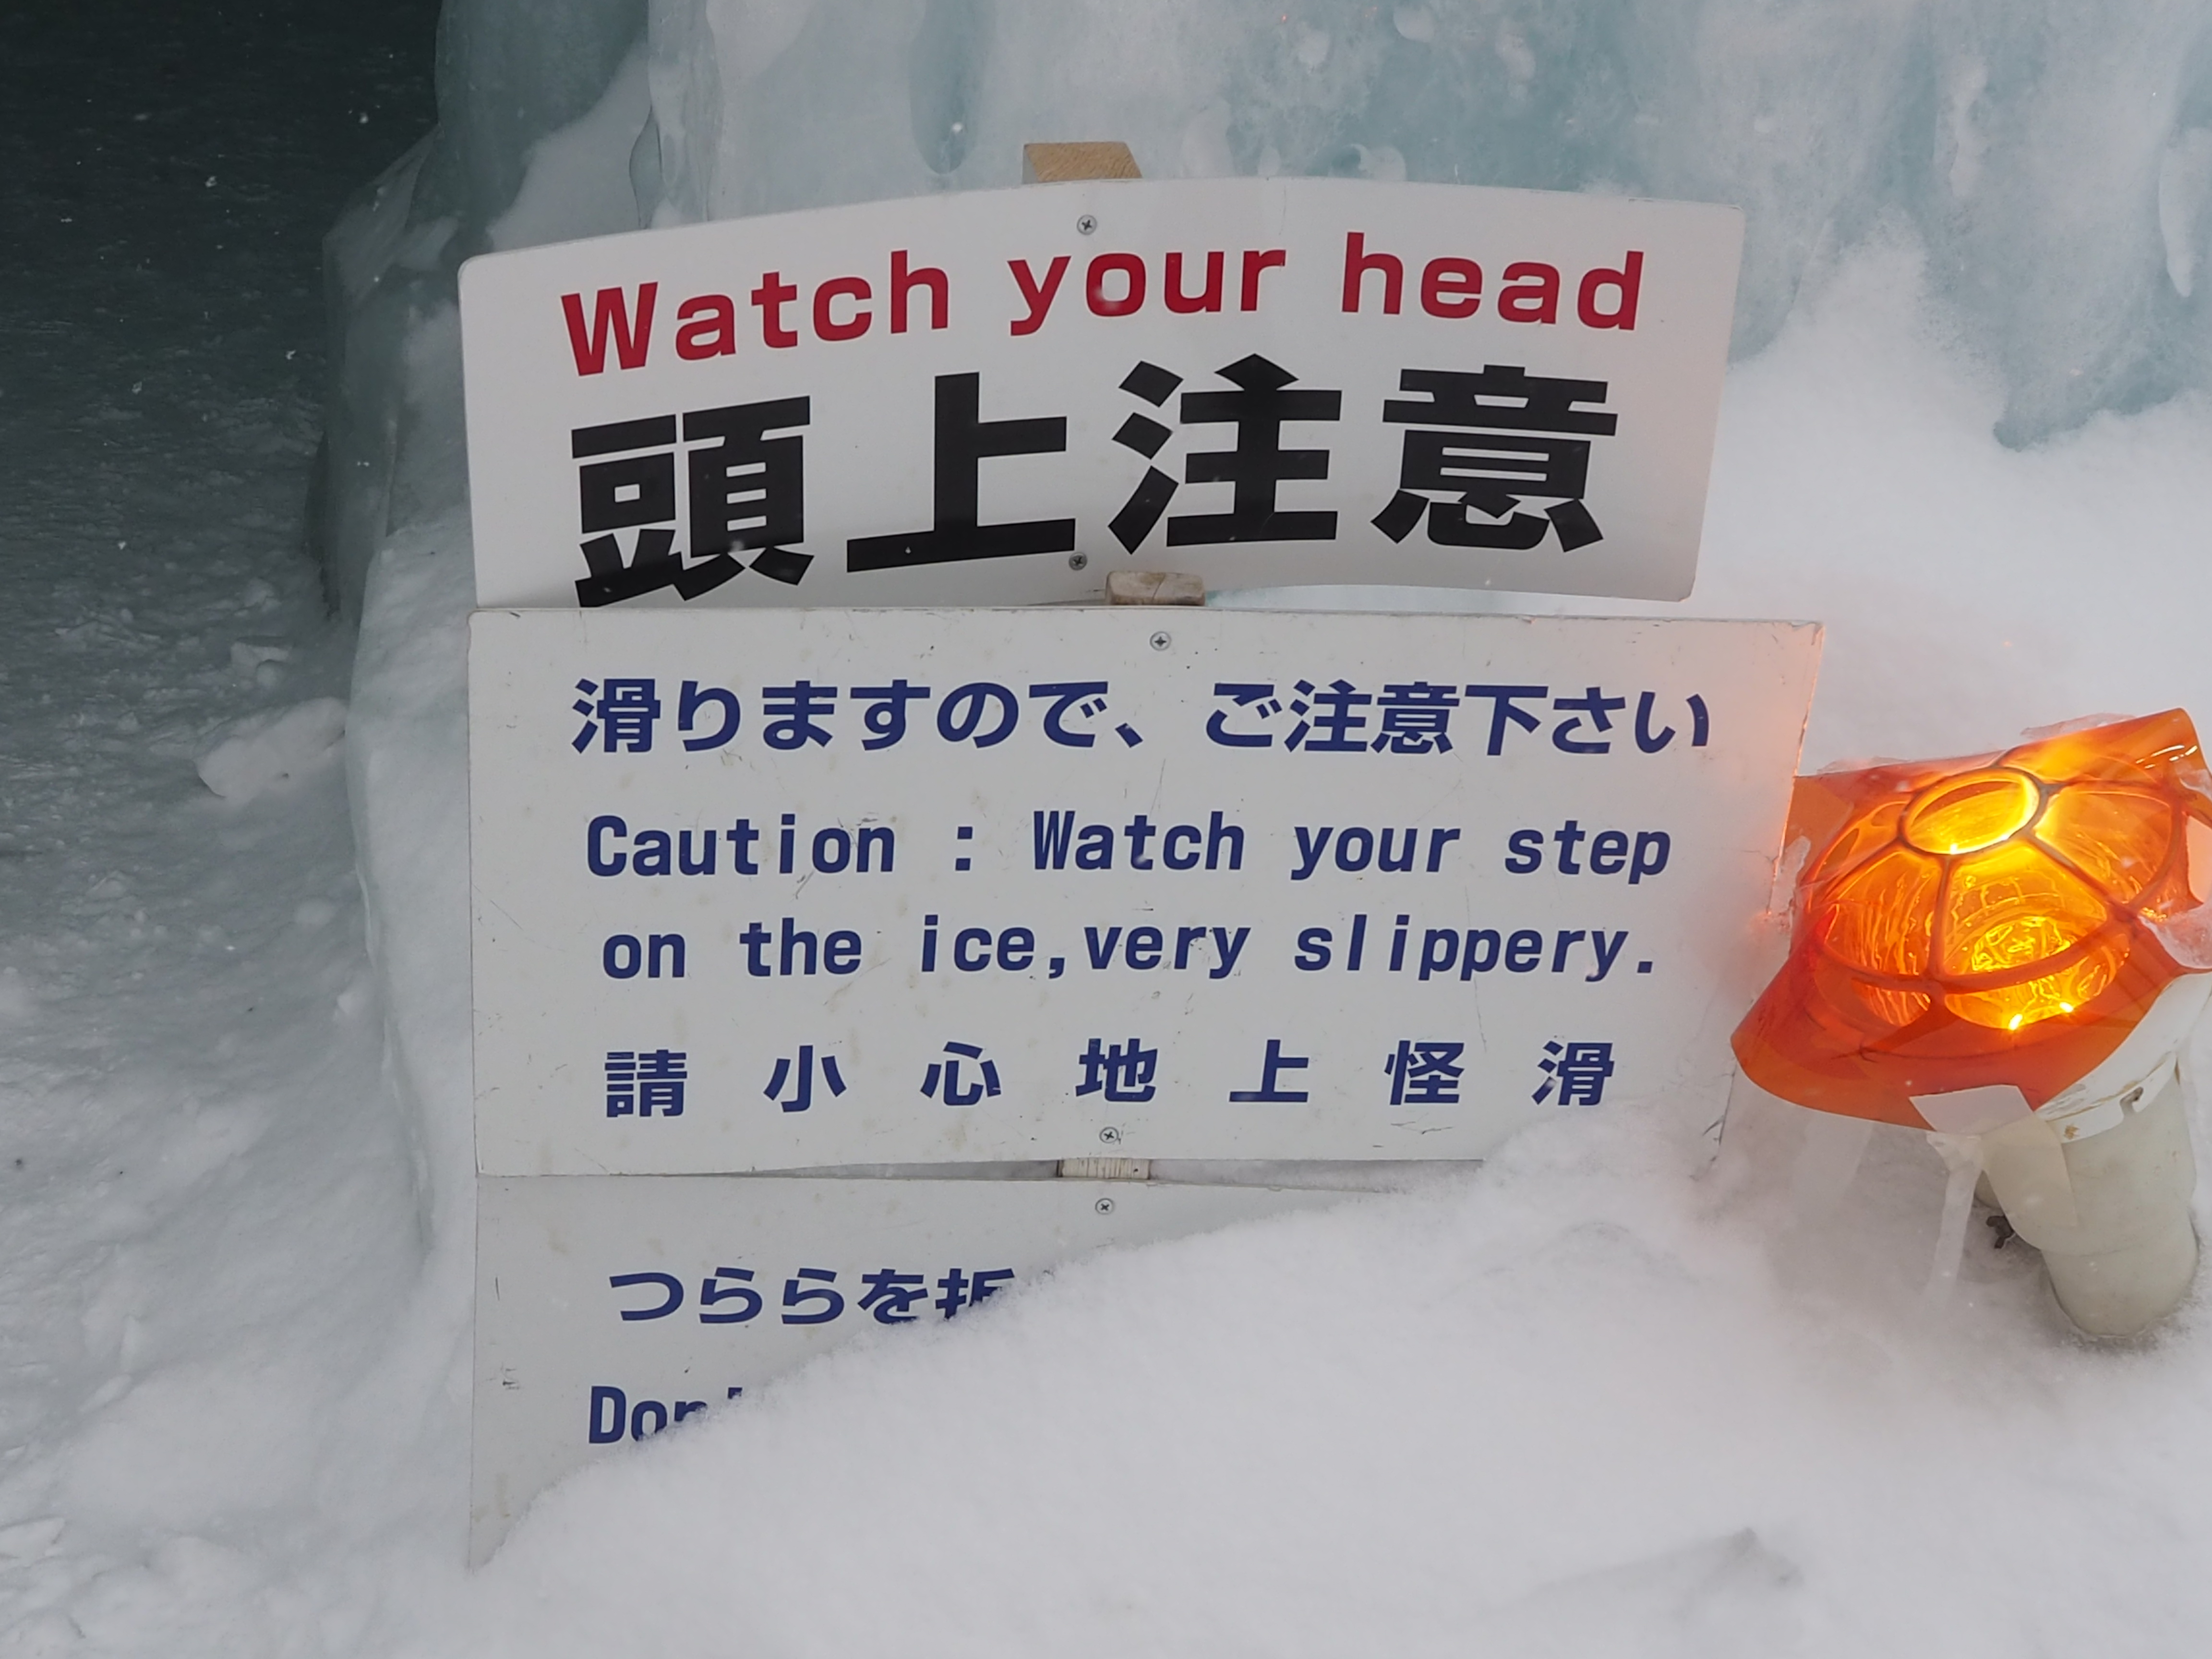 Watch your head
頭上注意
滑りますので、ご注意下さい
Caution : Watch your step
on the ice,very slippery.
請小心地上怪滑
つららを折
Don'